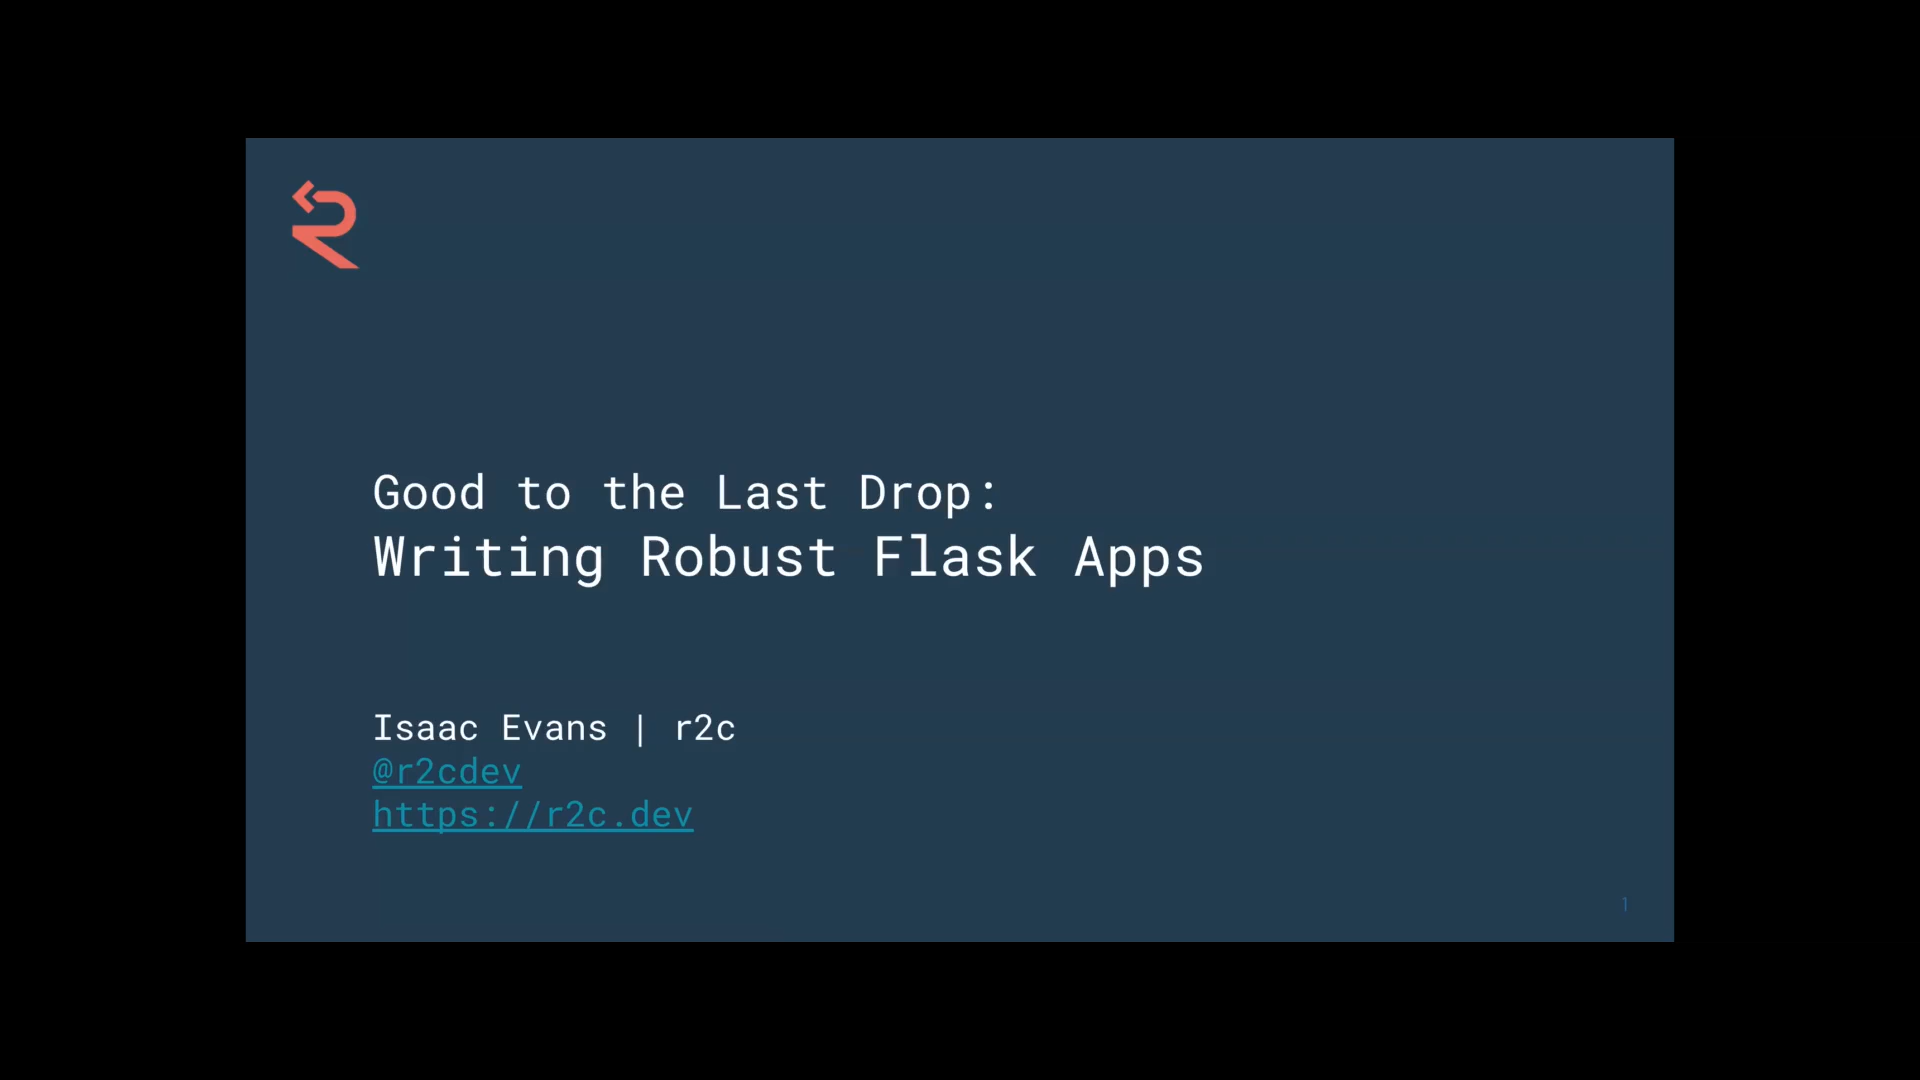 Good to the Last Drop:
Writing Robust Flask Apps
Isaac Evans | r2c
@r2cdev
https://r2c.dev
1